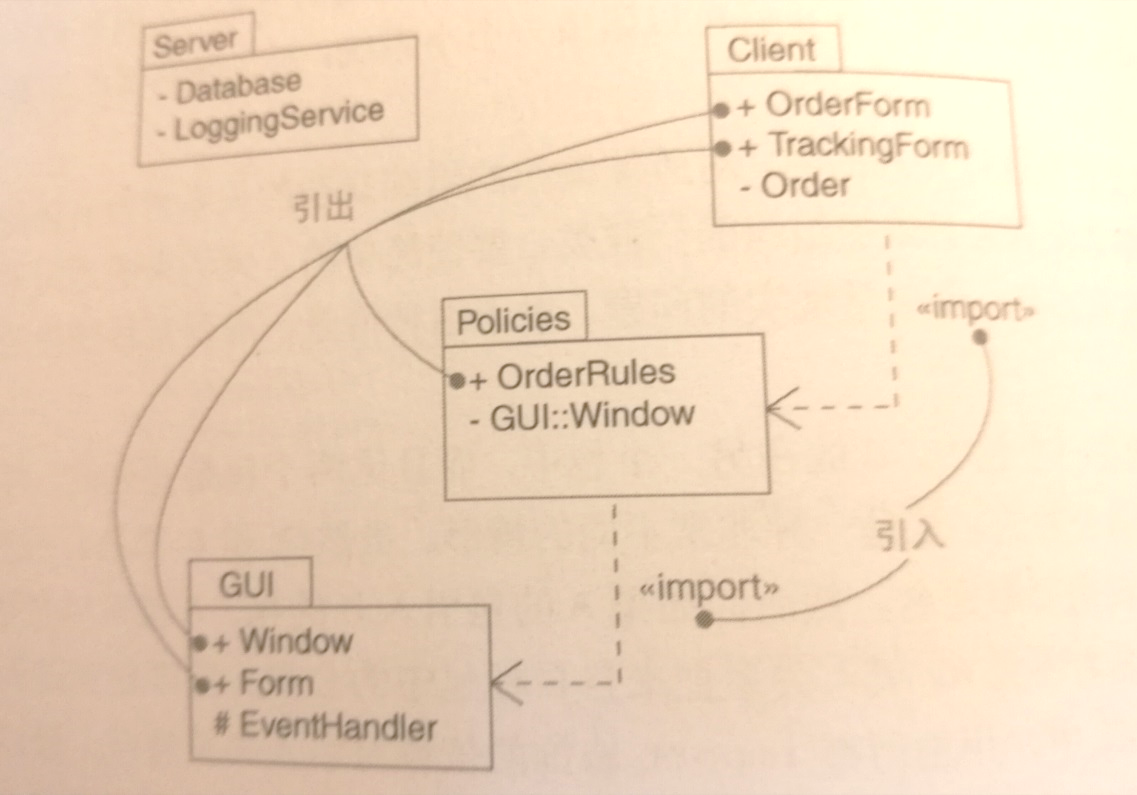 Server
- Database
- LoggingService
Client
+ OrderForm
+ TrackingForm
- Order
引出
«import»
Policies
+ OrderRules
- GUI::Window
引入
«import»
GUI
+ Window
+ Form
# EventHandler